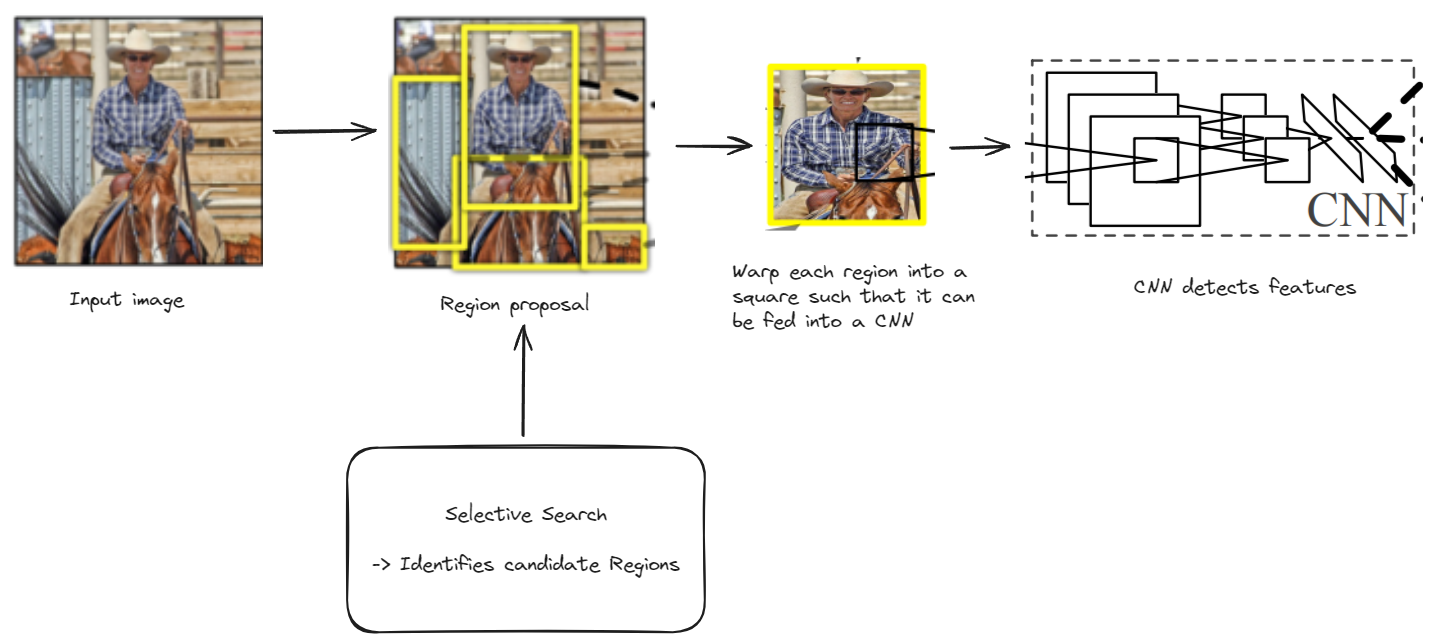 CNN
Input image
Region proposal
Warp each region into a
square such that it can
be fed into a CNN
CNN detects features
Selective Search
-> Identifies candidate Regions